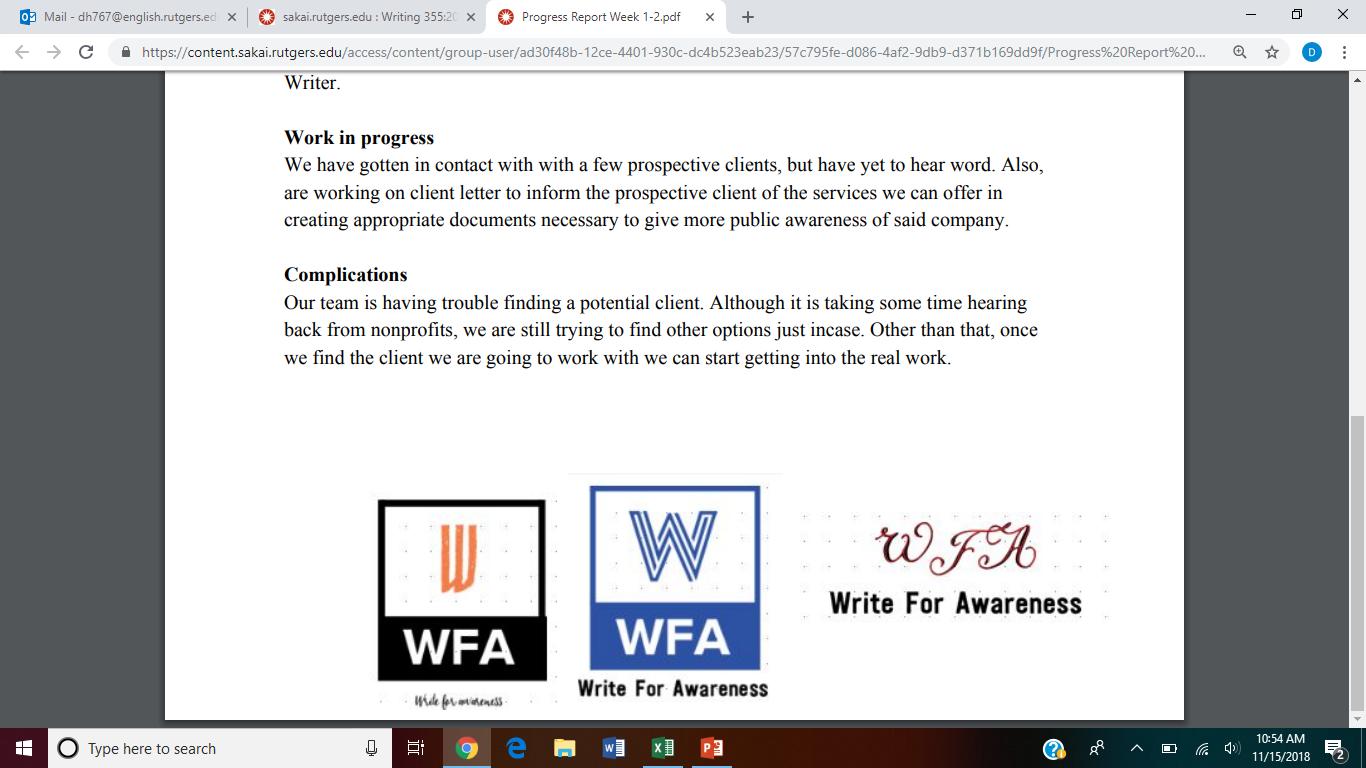 Mail - dh767@english.rutgers.ed
sakai.rutgers.edu : Writing 355:20
Progress Report Week 1-2.pdf
https://content.sakai.rutgers.edu/access/content/group-user/ad30f48b-12ce-4401-930c-dc4b523eab23/57c795fe-d086-4af2-9db9-d371b169dd9f/Progress%20Report%20...
D
Writer.
Work in progress
We have gotten in contact with with a few prospective clients, but have yet to hear word. Also,
are working on client letter to inform the prospective client of the services we can offer in
creating appropriate documents necessary to give more public awareness of said company.
Complications
Our team is having trouble finding a potential client. Although it is taking some time hearing
back from nonprofits, we are still trying to find other options just incase. Other than that, once
we find the client we are going to work with we can start getting into the real work.
W
WFA
Write for awareness
W
WFA
Write For Awareness
WFA
Write For Awareness
Type here to search
10:54 AM
11/15/2018
2